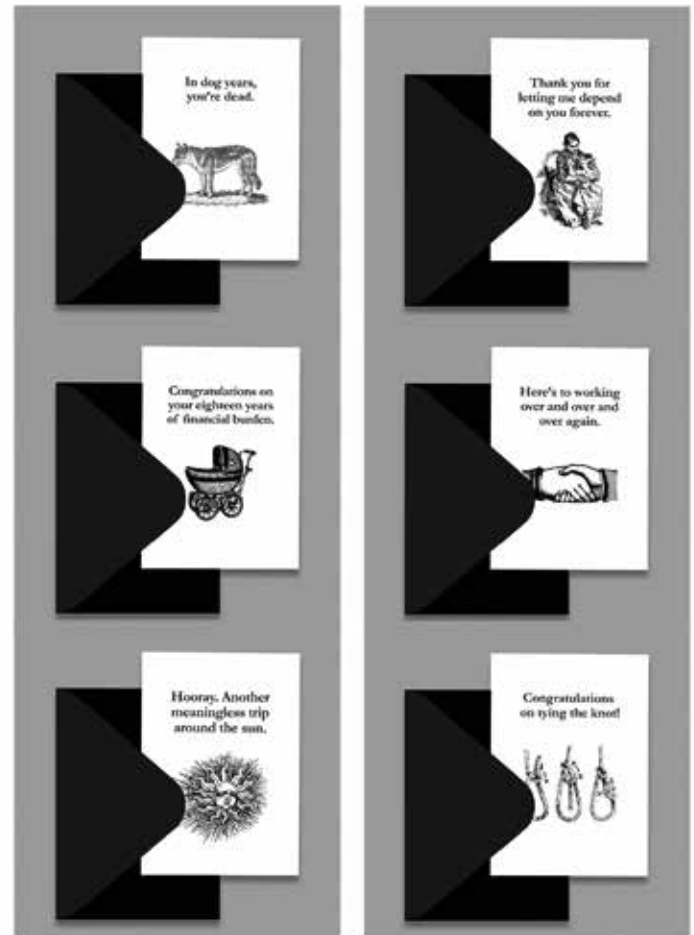 In dog years,
you're dead.
Thank you for
letting me depend
on you forever.
Congratulations on
your eighteen years
of financial burden.
Here's to working
over and over and
over again.
Hooray. Another
meaningless trip
around the sun.
Congratulations
on tying the knot!